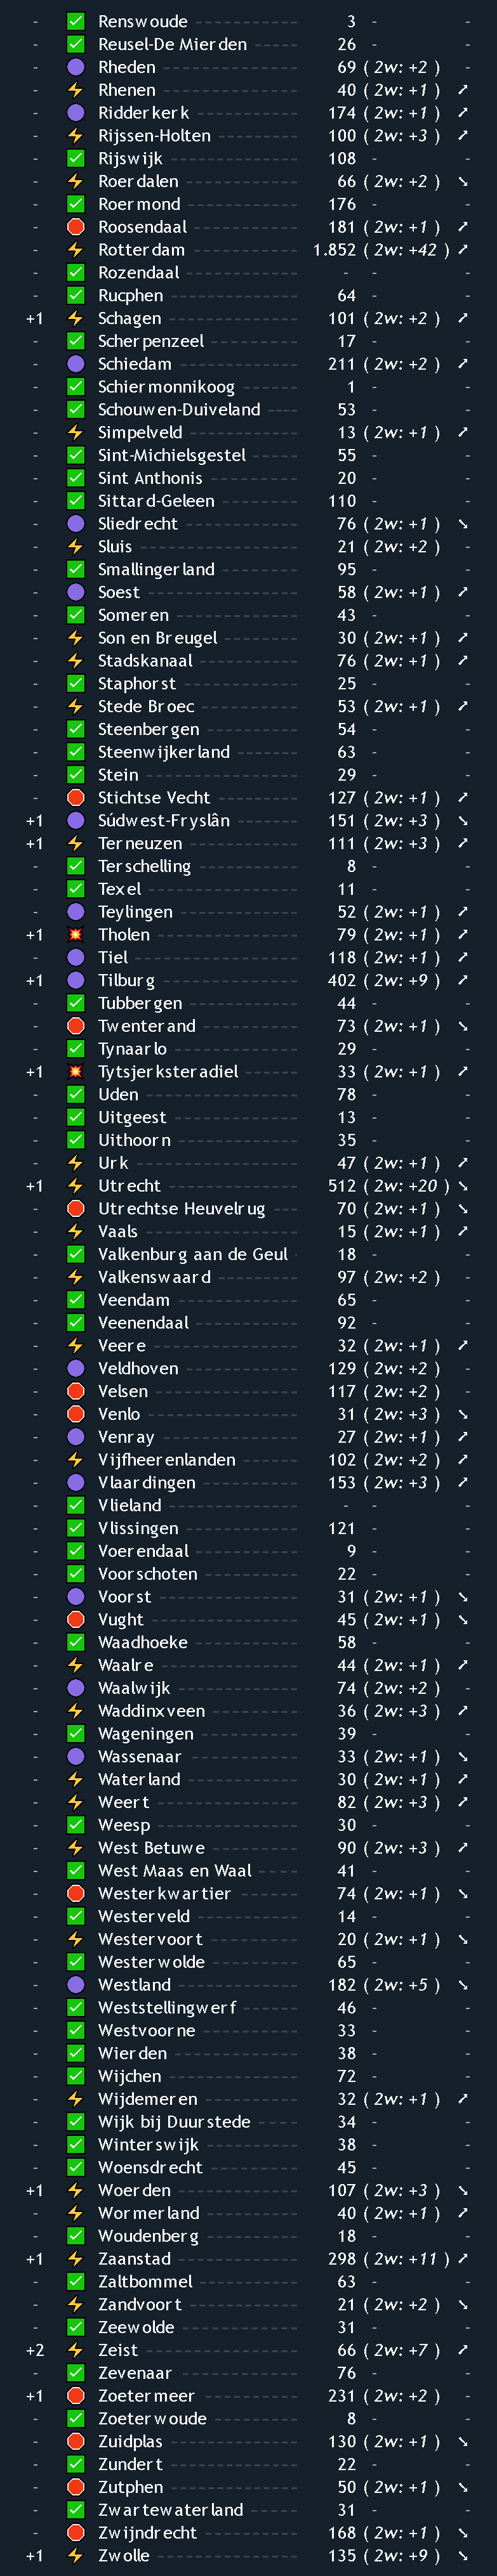 - ✅ Renswoude 3 - -
- ✅ Reusel-De Mierden 26 - -
- Rheden 69 ( 2w: +2 ) -
- ⚡ Rhenen 40 ( 2w: +1 ) ↗
- Ridderkerk 174 ( 2w: +1 ) ↗
- ⚡ Rijssen-Holten 100 ( 2w: +3 ) ↗
- ✅ Rijswijk 108 - -
- ⚡ Roerdalen 66 ( 2w: +2 ) ↘
- ✅ Roermond 176 - -
- Roosendaal 181 ( 2w: +1 ) ↗
- ⚡ Rotterdam 1.852 ( 2w: +42 ) ↗
- ✅ Rozendaal - - -
- ✅ Rucphen 64 - -
+1 ⚡ Schagen 101 ( 2w: +2 ) ↗
- ✅ Scherpenzeel 17 - -
- Schiedam 211 ( 2w: +2 ) ↗
- ✅ Schiermonnikoog 1 - -
- ✅ Schouwen-Duiveland 53 - -
- ⚡ Simpelveld 13 ( 2w: +1 ) ↗
- ✅ Sint-Michielsgestel 55 - -
- ✅ Sint Anthonis 20 - -
- ✅ Sittard-Geleen 110 - -
- Sliedrecht 76 ( 2w: +1 ) ↘
- ⚡ Sluis 21 ( 2w: +2 ) -
- ✅ Smallingerland 95 - -
- Soest 58 ( 2w: +1 ) ↗
- ✅ Someren 43 - -
- ⚡ Son en Breugel 30 ( 2w: +1 ) ↗
- ⚡ Stadskanaal 76 ( 2w: +1 ) ↗
- ✅ Staphorst 25 - -
- ⚡ Stede Broec 53 ( 2w: +1 ) ↗
- ✅ Steenbergen 54 - -
- ✅ Steenwijkerland 63 - -
- ✅ Stein 29 - -
- Stichtse Vecht 127 ( 2w: +1 ) ↗
+1 Súdwest-Fryslân 151 ( 2w: +3 ) ↘
+1 ⚡ Terneuzen 111 ( 2w: +3 ) ↗
- ✅ Terschelling 8 - -
- ✅ Texel 11 - -
- Teylingen 52 ( 2w: +1 ) ↗
+1 Tholen 79 ( 2w: +1 ) ↗
- Tiel 118 ( 2w: +1 ) ↗
+1 Tilburg 402 ( 2w: +9 ) ↗
- ✅ Tubbergen 44 - -
- Twenterand 73 ( 2w: +1 ) ↘
- ✅ Tynaarlo 29 - -
+1 Tytsjerksteradiel 33 ( 2w: +1 ) ↗
- ✅ Uden 78 - -
- ✅ Uitgeest 13 - -
- ✅ Uithoorn 35 - -
- ⚡ Urk 47 ( 2w: +1 ) ↗
+1 ⚡ Utrecht 512 ( 2w: +20 ) ↘
- Utrechtse Heuvelrug 70 ( 2w: +1 ) ↘
- ⚡ Vaals 15 ( 2w: +1 ) ↗
- ✅ Valkenburg aan de Geul 18 - -
- ⚡ Valkenswaard 97 ( 2w: +2 ) -
- ✅ Veendam 65 - -
- ✅ Veenendaal 92 - -
- ⚡ Veere 32 ( 2w: +1 ) ↗
- Veldhoven 129 ( 2w: +2 ) -
- Velsen 117 ( 2w: +2 ) -
- Venlo 31 ( 2w: +3 ) ↘
- Venray 27 ( 2w: +1 ) ↗
- ⚡ Vijfheerenlanden 102 ( 2w: +2 ) ↗
- Vlaardingen 153 ( 2w: +3 ) ↗
- ✅ Vlieland - - -
- ✅ Vlissingen 121 - -
- ✅ Voerendaal 9 - -
- ✅ Voorschoten 22 - -
- Voorst 31 ( 2w: +1 ) ↘
- Vught 45 ( 2w: +1 ) ↘
- ✅ Waadhoeke 58 - -
- ⚡ Waalre 44 ( 2w: +1 ) ↗
- Waalwijk 74 ( 2w: +2 ) -
- ⚡ Waddinxveen 36 ( 2w: +3 ) ↗
- ✅ Wageningen 39 - -
- Wassenaar 33 ( 2w: +1 ) ↘
- ⚡ Waterland 30 ( 2w: +1 ) ↗
- ⚡ Weert 82 ( 2w: +3 ) ↗
- ✅ Weesp 30 - -
- ⚡ West Betuwe 90 ( 2w: +3 ) ↗
- ✅ West Maas en Waal 41 - -
- Westerkwartier 74 ( 2w: +1 ) ↘
- ✅ Westerveld 14 - -
- ⚡ Westervoort 20 ( 2w: +1 ) ↘
- ✅ Westerwolde 65 - -
- Westland 182 ( 2w: +5 ) ↘
- ✅ Weststellingwerf 46 - -
- ✅ Westvoorne 33 - -
- ✅ Wierden 38 - -
- ✅ Wijchen 72 - -
- ⚡ Wijdemeren 32 ( 2w: +1 ) ↗
- ✅ Wijk bij Duurstede 34 - -
- ✅ Winterswijk 38 - -
- ✅ Woensdrecht 45 - -
+1 ⚡ Woerden 107 ( 2w: +3 ) ↘
- ⚡ Wormerland 40 ( 2w: +1 ) ↗
- ✅ Woudenberg 18 - -
+1 ⚡ Zaanstad 298 ( 2w: +11 ) ↗
- ✅ Zaltbommel 63 - -
- ⚡ Zandvoort 21 ( 2w: +2 ) ↘
- ✅ Zeewolde 31 - -
+2 ⚡ Zeist 66 ( 2w: +7 ) ↗
- ✅ Zevenaar 76 - -
+1 Zoetermeer 231 ( 2w: +2 ) -
- ✅ Zoeterwoude 8 - -
- Zuidplas 130 ( 2w: +1 ) ↘
- ✅ Zundert 22 - -
- Zutphen 50 ( 2w: +1 ) ↘
- ✅ Zwartewaterland 31 - -
- Zwijndrecht 168 ( 2w: +1 ) ↘
+1 ⚡ Zwolle 135 ( 2w: +9 ) ↘